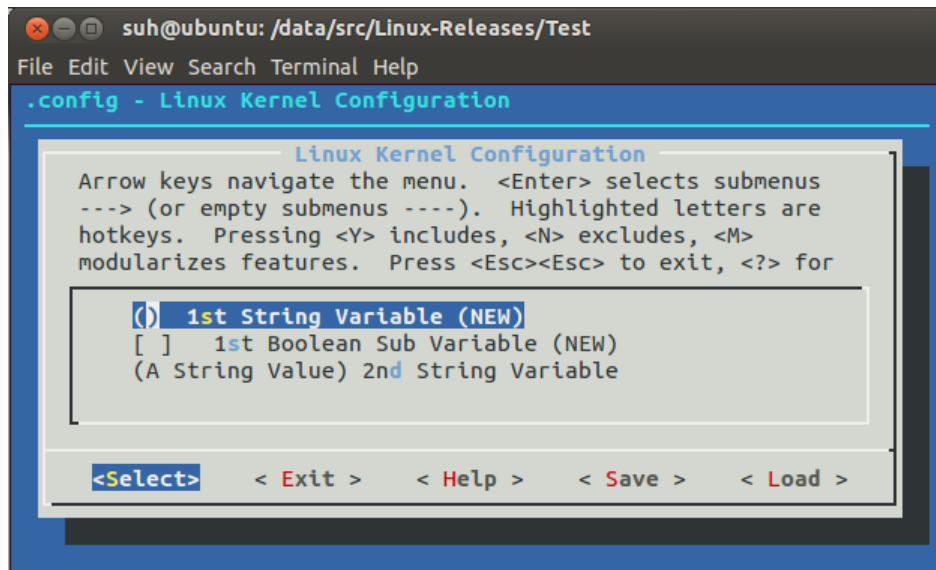 suh@ubuntu: /data/src/Linux-Releases/Test
File Edit View Search Terminal Help
.config - Linux Kernel Configuration
Linux Kernel Configuration
Arrow keys navigate the menu. <Enter> selects submenus
---> (or empty submenus ----). Highlighted letters are
hotkeys. Pressing <Y> includes, <N> excludes, <M>
modularizes features. Press <Esc><Esc> to exit, <?> for
() 1st String Variable (NEW)
[ ] 1st Boolean Sub Variable (NEW)
(A String Value) 2nd String Variable
<Select> < Exit > < Help > < Save > < Load >